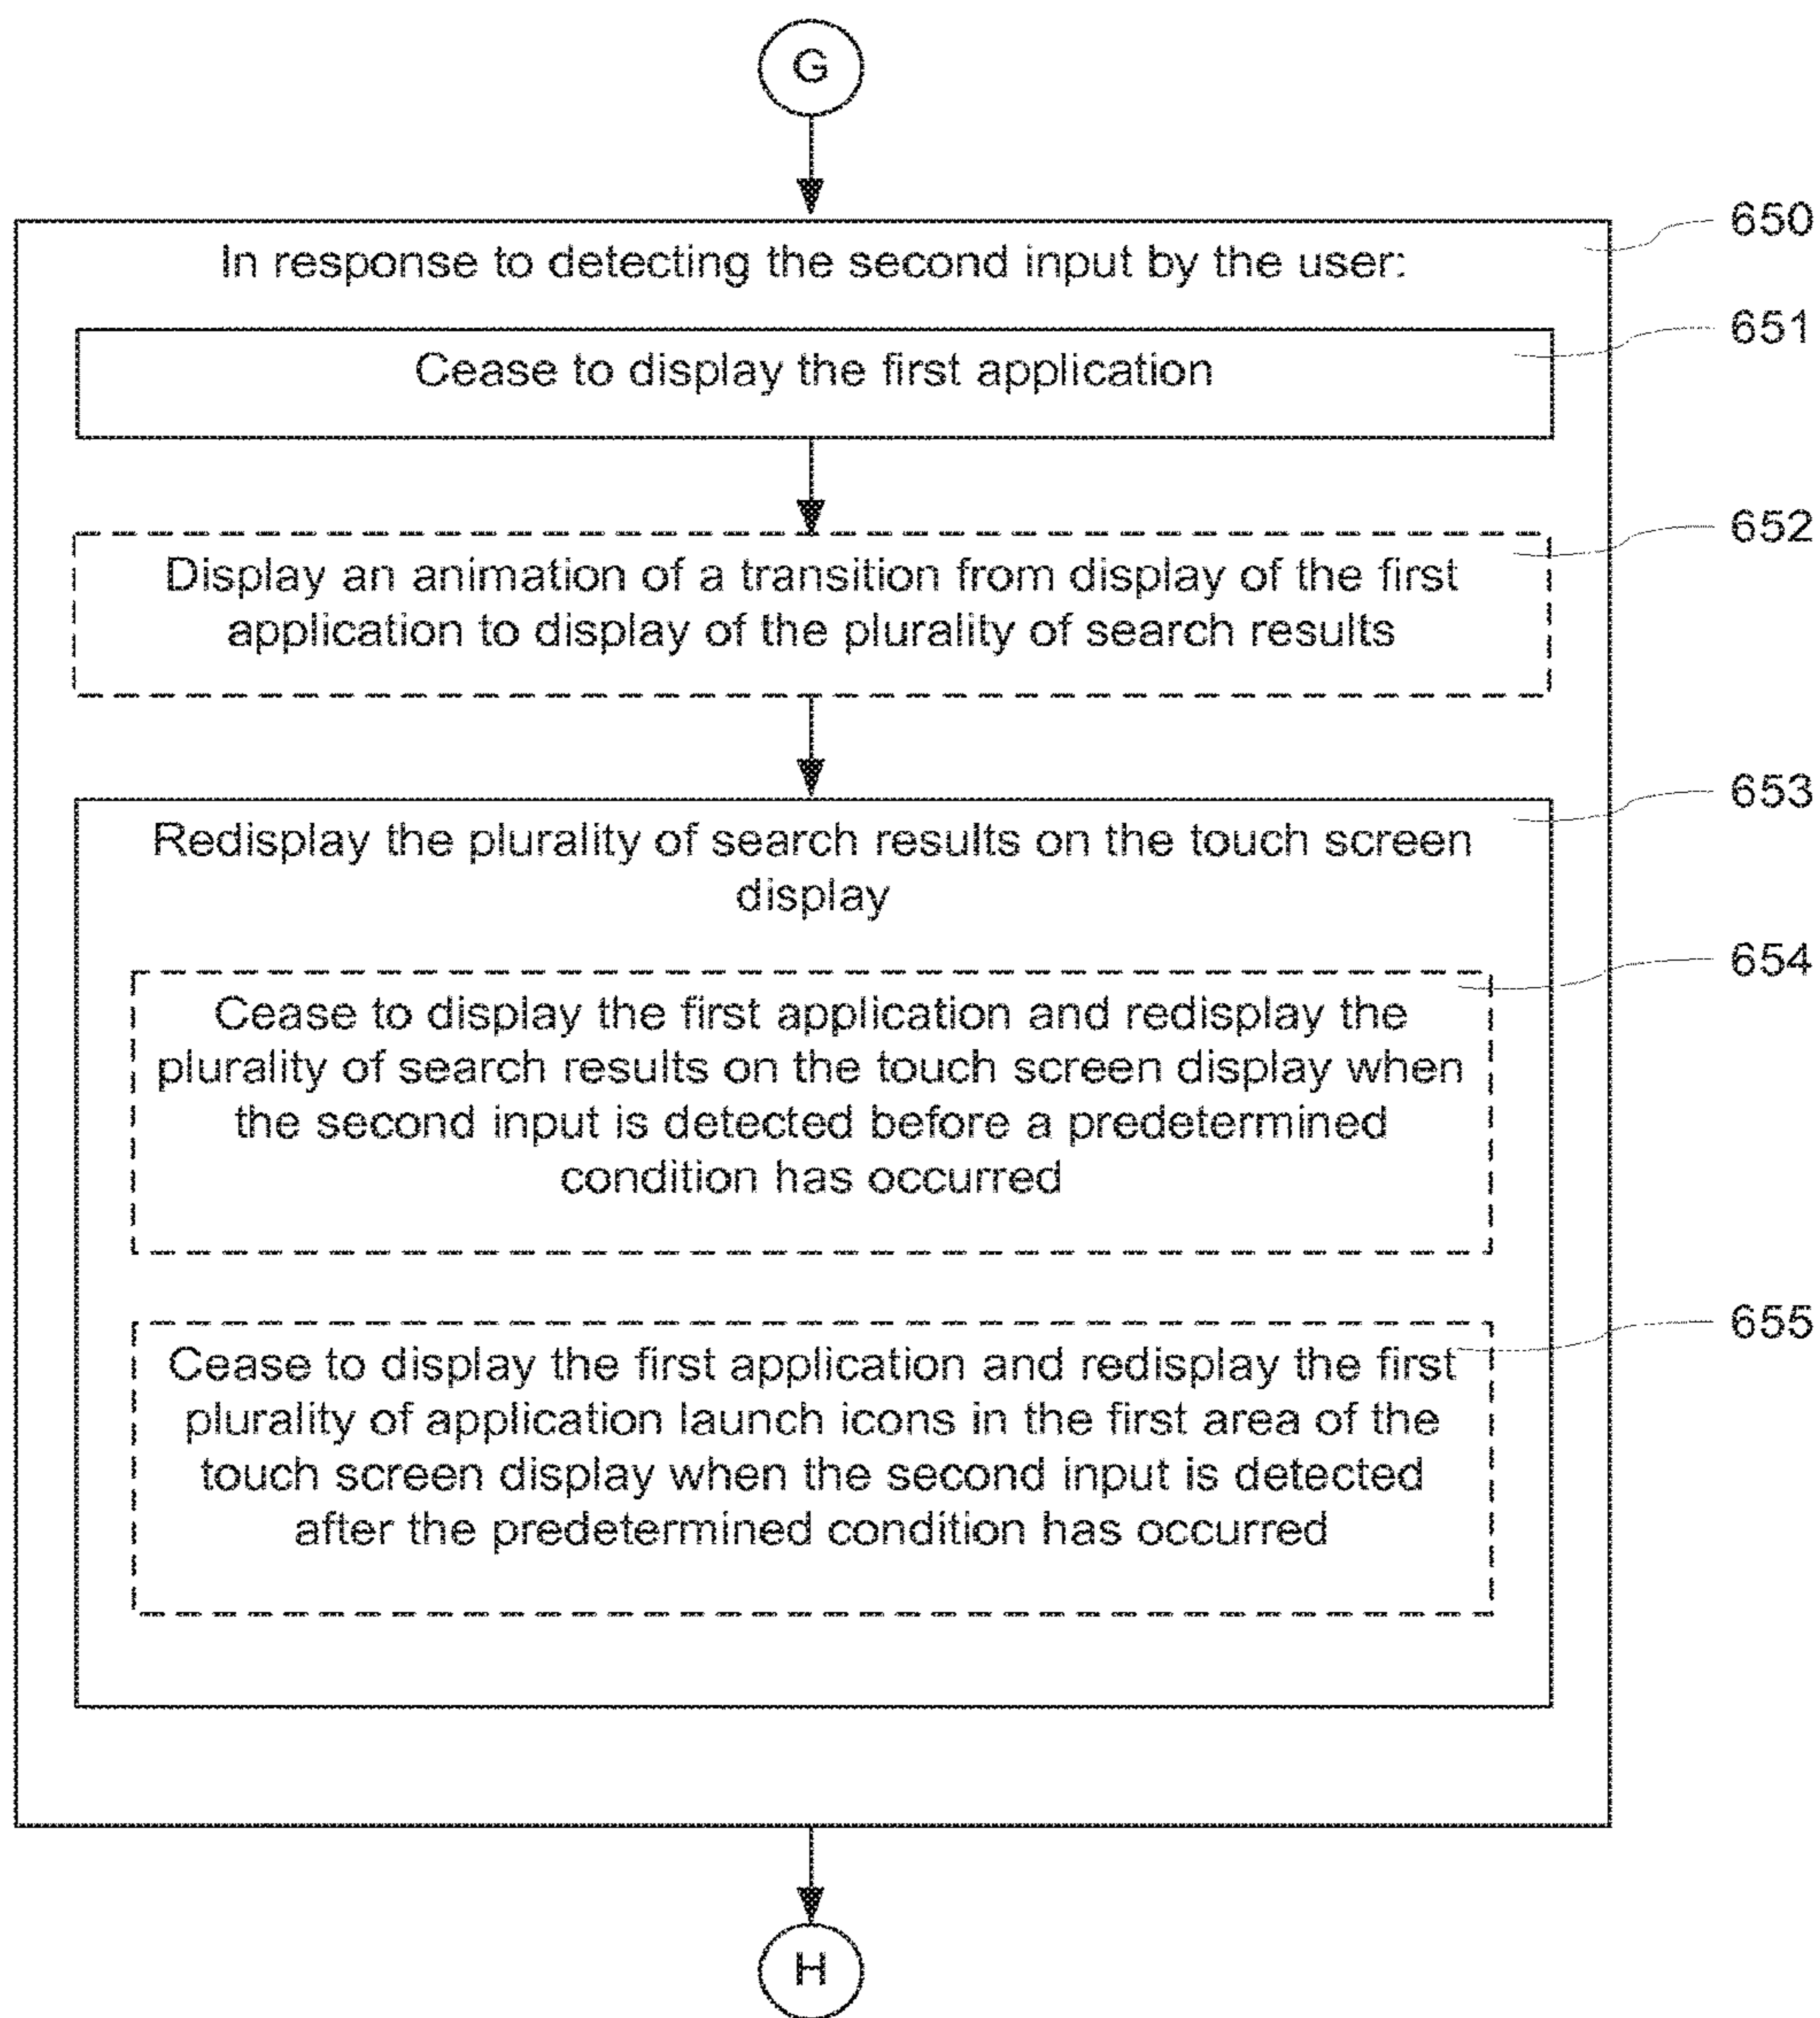 G
650
In response to detecting the second input by the user:
651
Cease to display the first application
652
Display an animation of a transition from display of the first
application to display of the plurality of search results
653
Redisplay the plurality of search results on the touch screen
display
654
Cease to display the first application and redisplay the
plurality of search results on the touch screen display when
the second input is detected before a predetermined
condition has occurred
655
Cease to display the first application and redisplay the first
plurality of application launch icons in the first area of the
touch screen display when the second input is detected
after the predetermined condition has occurred
H